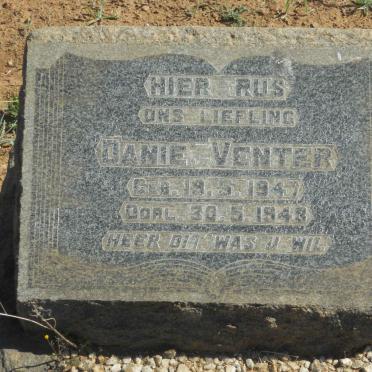 HIER RUS
ONS LIEFLING
DANIE VENTER
GEB. 19.5.1947
OORL. 30.5.1948
HEER DIT WAS U WIL